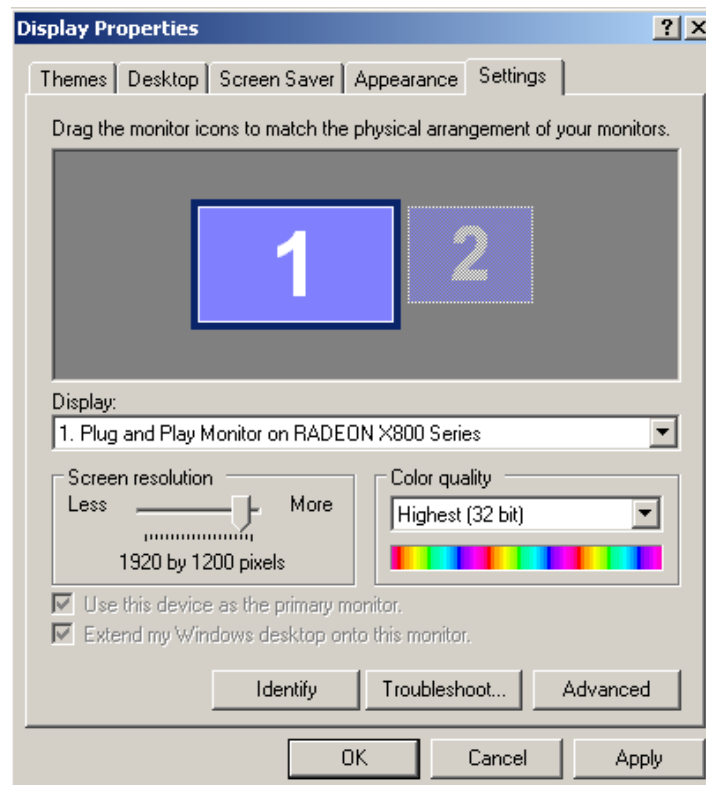 Display Properties
? X
Themes Desktop Screen Saver Appearance Settings
Drag the monitor icons to match the physical arrangement of your monitors.
1 2
Display:
1. Plug and Play Monitor on RADEON X800 Series
Screen resolution Color quality
Less More Highest (32 bit)
1920 by 1200 pixels
Use this device as the primary monitor.
Extend my Windows desktop onto this monitor.
Identify Troubleshoot... Advanced
OK Cancel Apply